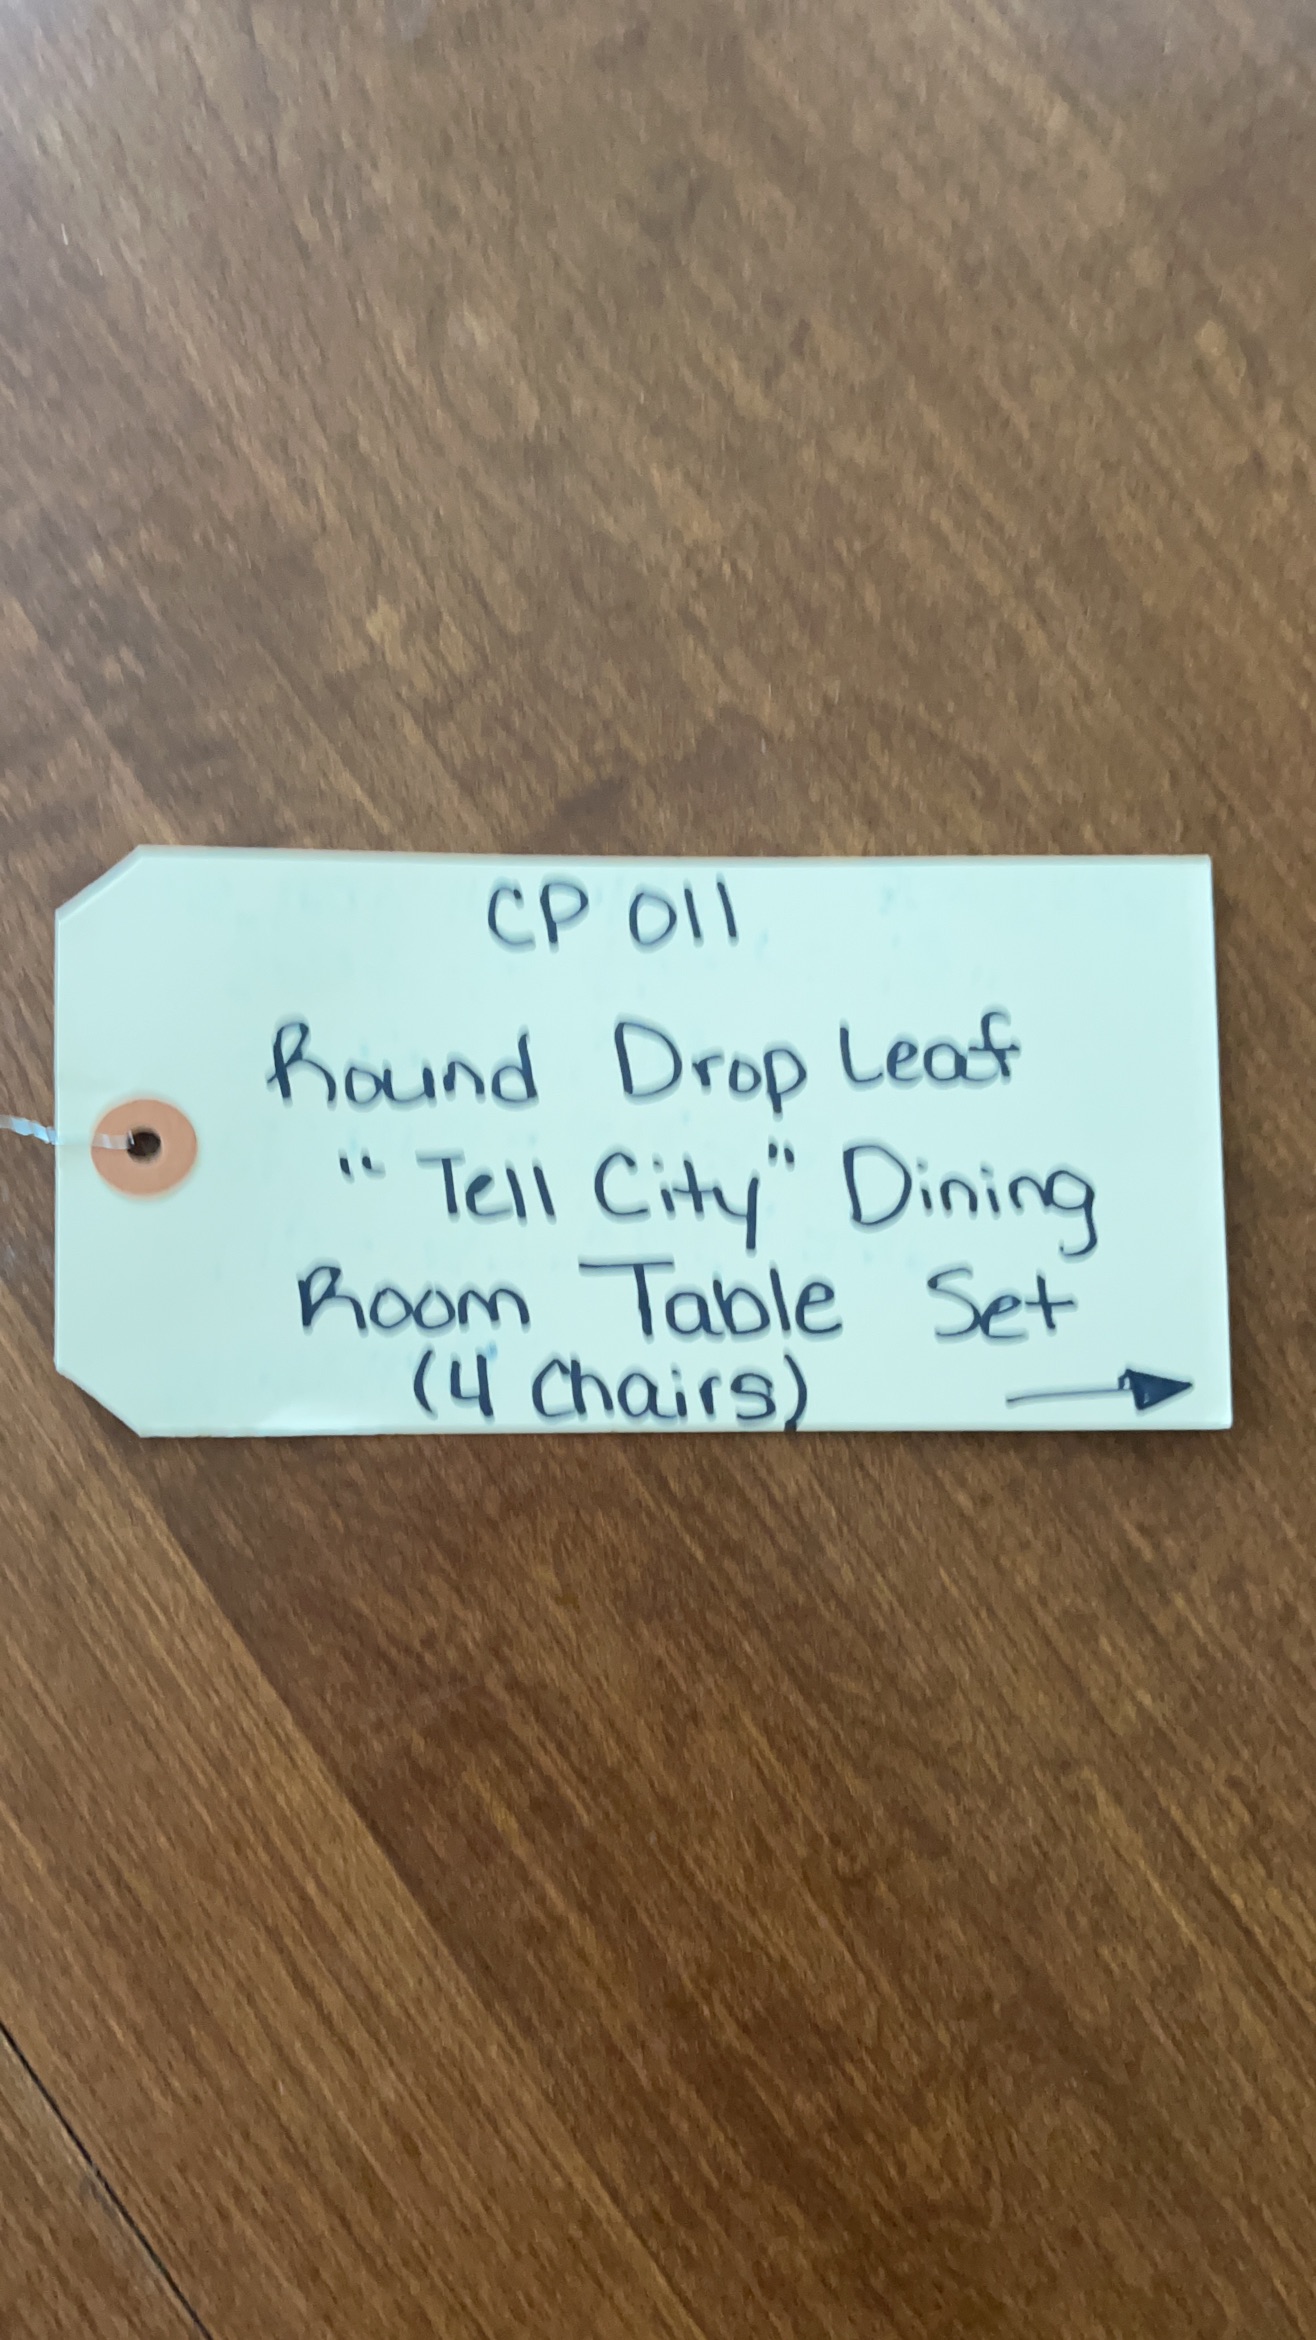 CP 011
Round Drop Leaf
"Tell City" Dining
Room Table Set
(4 Chairs)